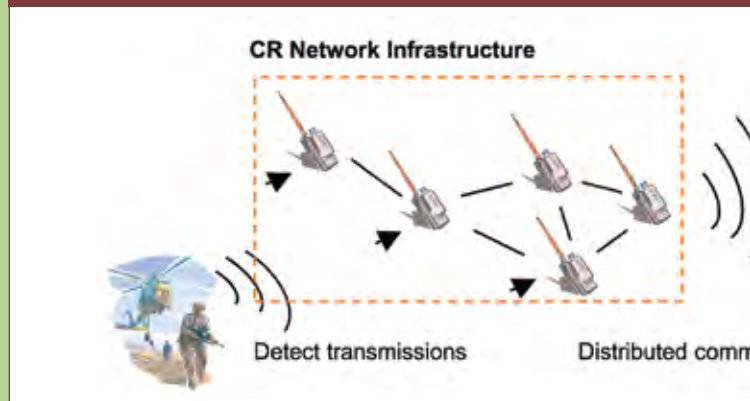 CR Network Infrastructure
Detect transmissions
Distributed comm